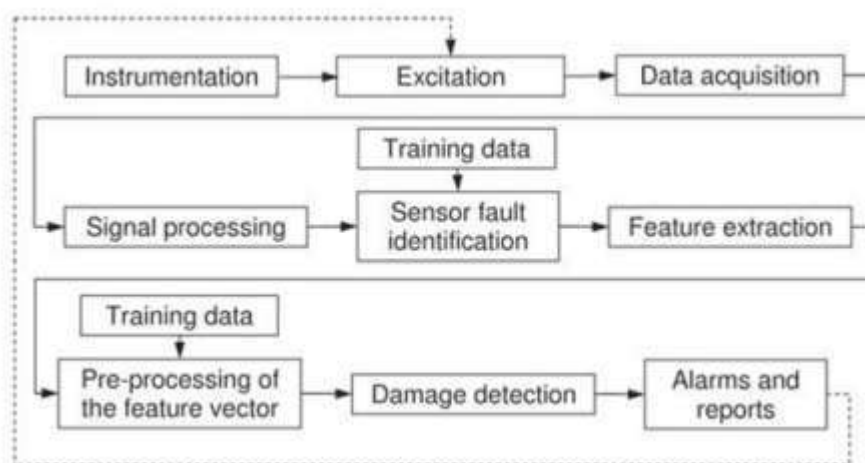 Instrumentation
Excitation
Data acquisition
Training data
Signal processing
Sensor fault
identification
Feature extraction
Training data
Pre-processing of
the feature vector
Damage detection
Alarms and
reports